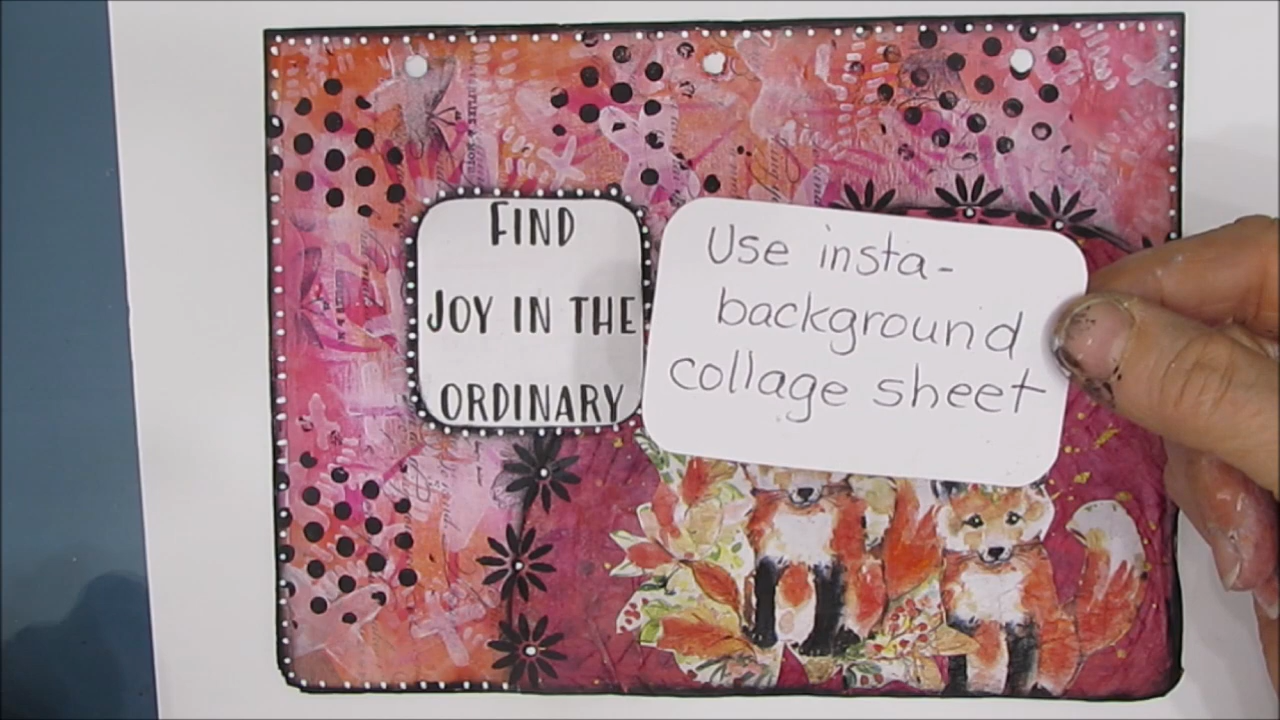 FIND
JOY IN THE
ORDINARY
Use insta-
background
collage sheet